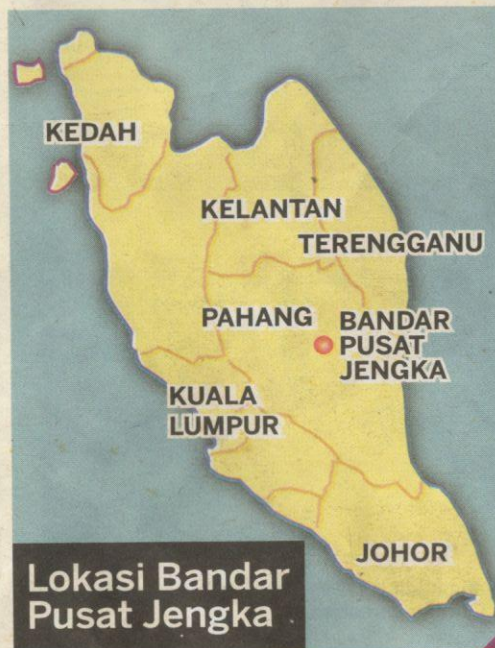 KEDAH
KELANTAN
TERENGGANU
PAHANG
BANDAR
PUSAT
JENGKA
KUALA
LUMPUR
JOHOR
Lokasi Bandar
Pusat Jengka